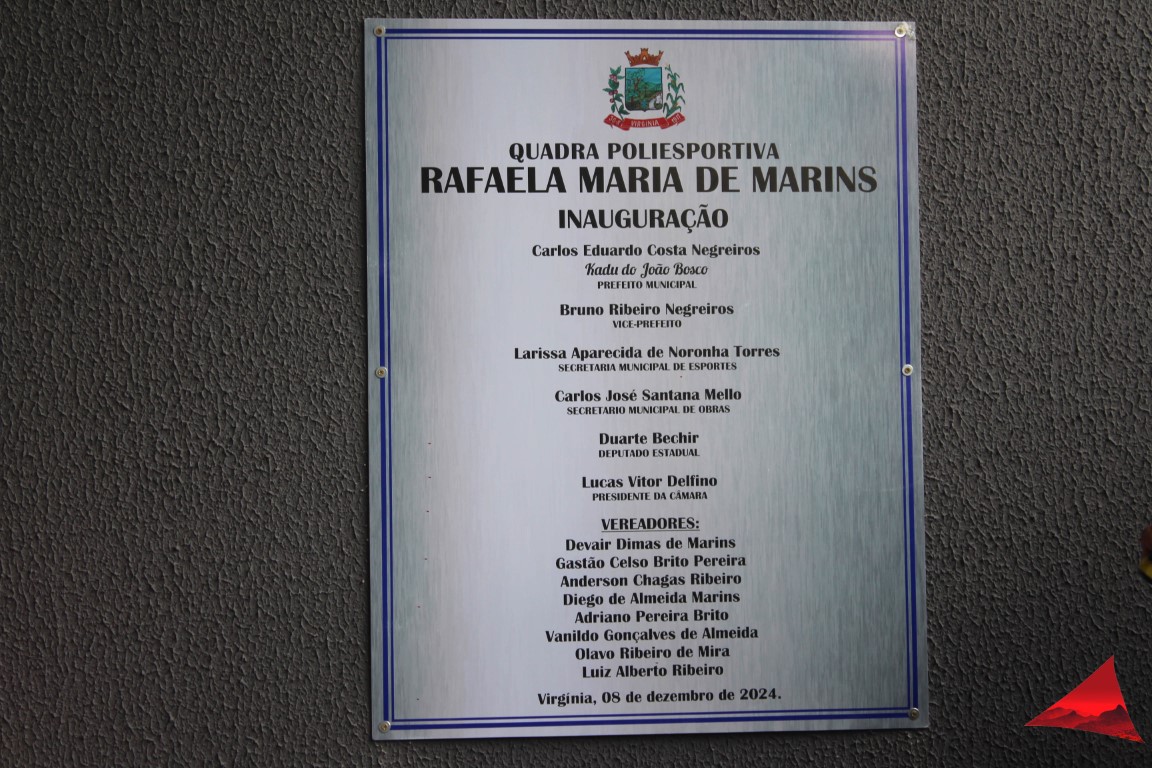 VIRGÍNIA
QUADRA POLIESPORTIVA
RAFAELA MARIA DE MARINS
INAUGURAÇÃO
Carlos Eduardo Costa Negreiros
Kadu do João Bosco
PREFEITO MUNICIPAL
Bruno Ribeiro Negreiros
VICE-PREFEITO
Larissa Aparecida de Noronha Torres
SECRETARIA MUNICIPAL DE ESPORTES
Carlos José Santana Mello
SECRETARIO MUNICIPAL DE OBRAS
Duarte Bechir
DEPUTADO ESTADUAL
Lucas Vitor Delfino
PRESIDENTE DA CÂMARA
VEREADORES:
Devair Dimas de Marins
Gastão Celso Brito Pereira
Anderson Chagas Ribeiro
Diego de Almeida Marins
Adriano Pereira Brito
Vanildo Gonçalves de Almeida
Olavo Ribeiro de Mira
Luiz Alberto Ribeiro
Virgínia, 08 de dezembro de 2024.